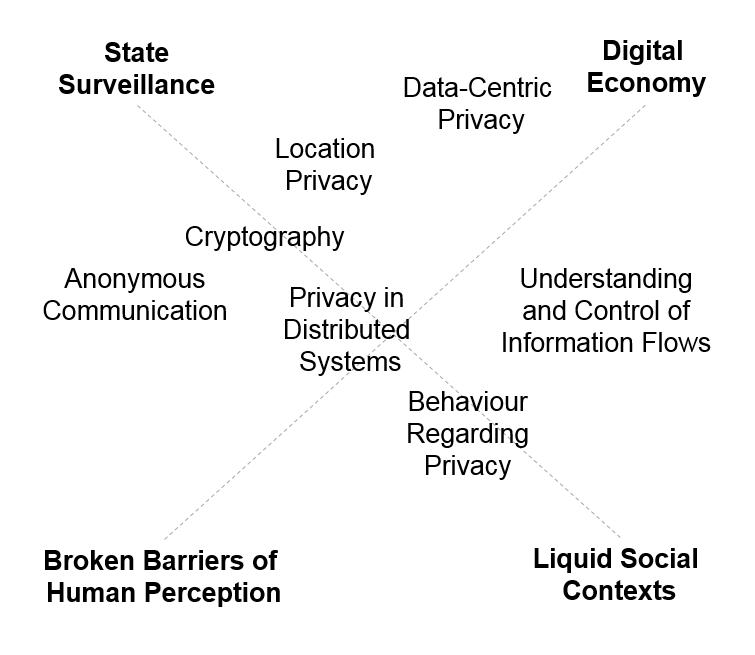 State
Surveillance
Digital
Economy
Data-Centric
Privacy
Location
Privacy
Cryptography
Anonymous
Communication
Privacy in
Distributed
Systems
Understanding
and Control of
Information Flows
Behaviour
Regarding
Privacy
Broken Barriers of
Human Perception
Liquid Social
Contexts